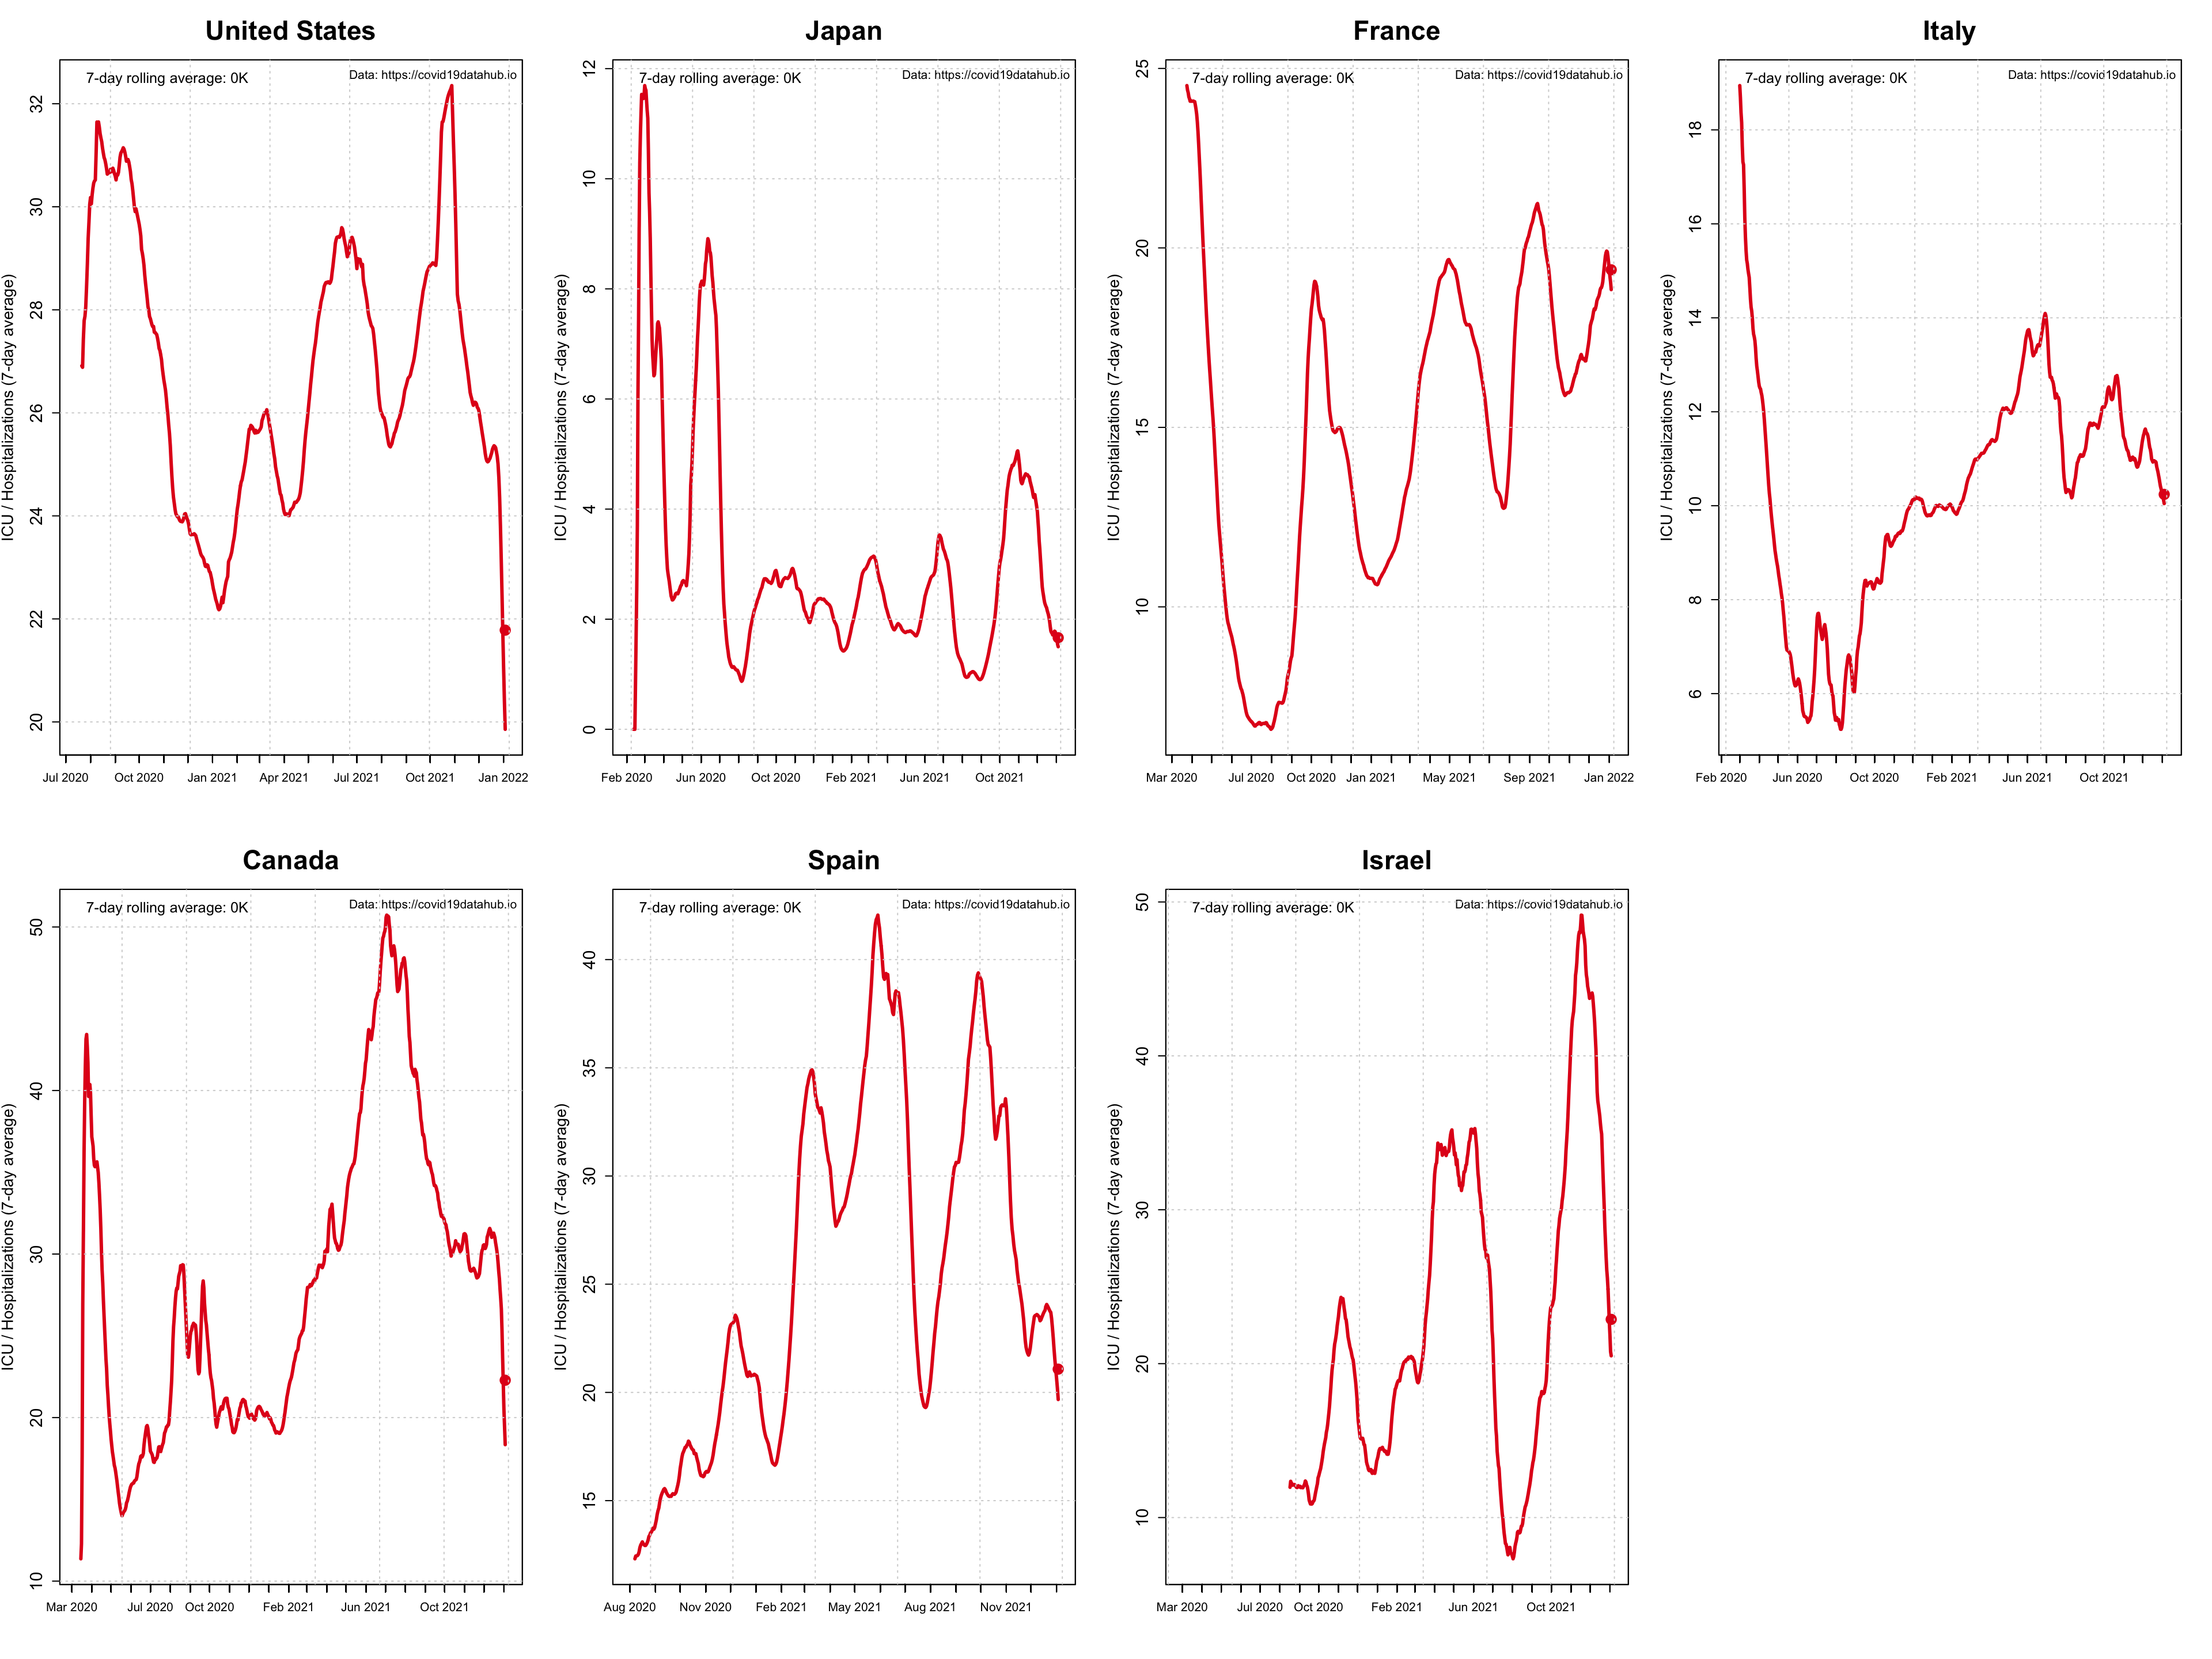 United States
7-day rolling average: 0K
Data: https://covid19datahub.io
ICU / Hospitalizations (7-day average)
32
30
28
26
24
22
20
Jul 2020 Oct 2020 Jan 2021 Apr 2021 Jul 2021 Oct 2021 Jan 2022
Japan
7-day rolling average: 0K
Data: https://covid19datahub.io
ICU / Hospitalizations (7-day average)
12
10
8
6
4
2
0
Feb 2020 Jun 2020 Oct 2020 Feb 2021 Jun 2021 Oct 2021
France
7-day rolling average: 0K
Data: https://covid19datahub.io
ICU / Hospitalizations (7-day average)
25
20
15
10
Mar 2020 Jul 2020 Oct 2020 Jan 2021 May 2021 Sep 2021 Jan 2022
Italy
7-day rolling average: 0K
Data: https://covid19datahub.io
ICU / Hospitalizations (7-day average)
18
16
14
12
10
8
6
Feb 2020 Jun 2020 Oct 2020 Feb 2021 Jun 2021 Oct 2021
Canada
7-day rolling average: 0K
Data: https://covid19datahub.io
ICU / Hospitalizations (7-day average)
50
40
30
20
10
Mar 2020 Jul 2020 Oct 2020 Feb 2021 Jun 2021 Oct 2021
Spain
7-day rolling average: 0K
Data: https://covid19datahub.io
ICU / Hospitalizations (7-day average)
40
35
30
25
20
15
Aug 2020 Nov 2020 Feb 2021 May 2021 Aug 2021 Nov 2021
Israel
7-day rolling average: 0K
Data: https://covid19datahub.io
ICU / Hospitalizations (7-day average)
50
40
30
20
10
Mar 2020 Jul 2020 Oct 2020 Feb 2021 Jun 2021 Oct 2021